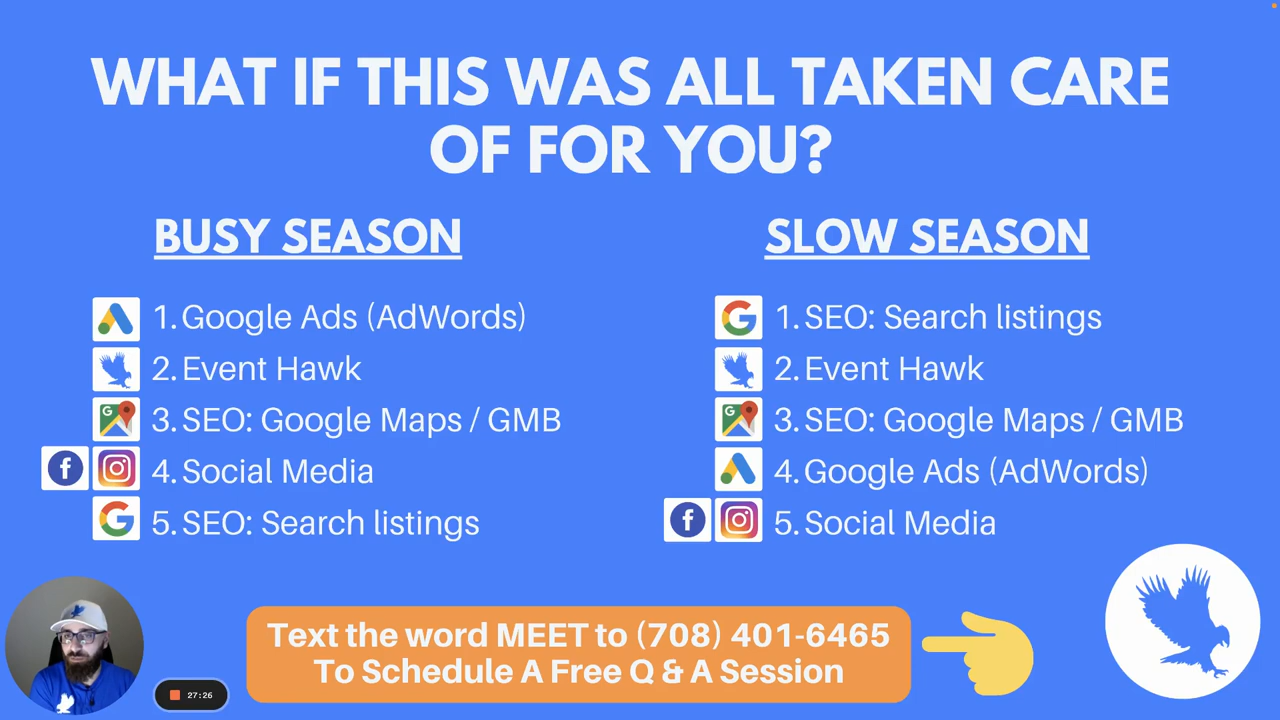 WHAT IF THIS WAS ALL TAKEN CARE
OF FOR YOU?
BUSY SEASON
1. Google Ads (AdWords)
2. Event Hawk
3. SEO: Google Maps / GMB
4. Social Media
5. SEO: Search listings
SLOW SEASON
1. SEO: Search listings
2. Event Hawk
3. SEO: Google Maps / GMB
4. Google Ads (AdWords)
5. Social Media
Text the word MEET to (708) 401-6465
To Schedule A Free Q & A Session
27:26